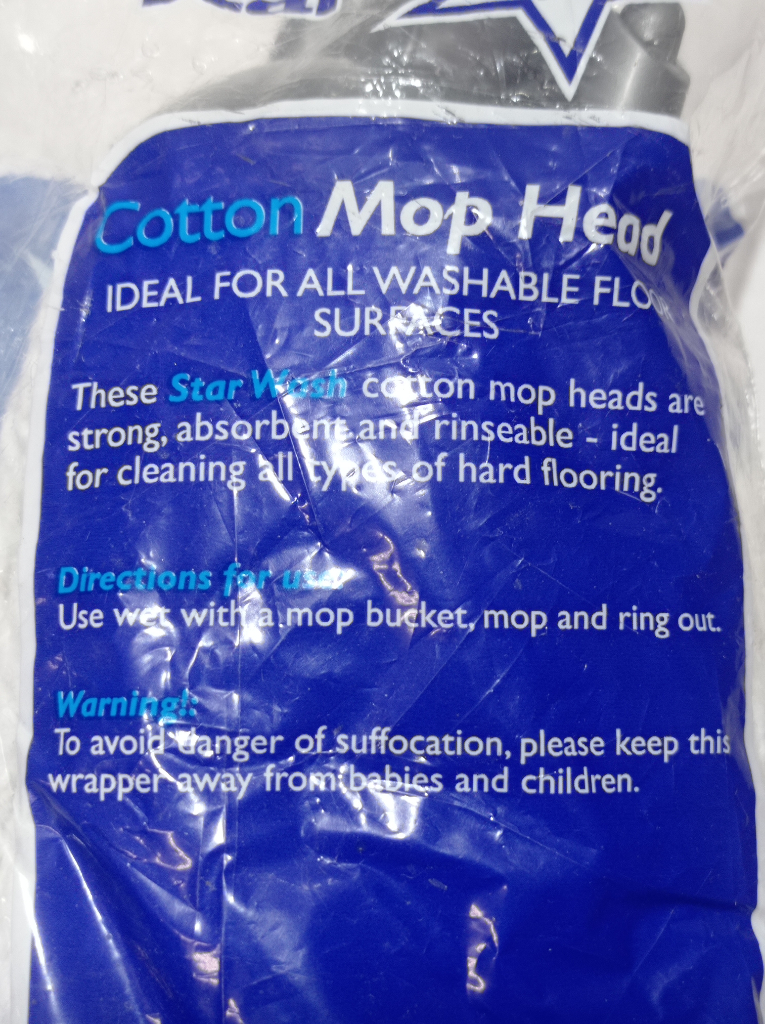 Cotton Mop Head
IDEAL FOR ALL WASHABLE FLOOR
SURFACES
These Star Wash cotton mop heads are
strong, absorbent and rinseable - ideal
for cleaning all types of hard flooring.
Directions for use:
Use wet with a mop bucket, mop and ring out.
Warning!:
To avoid danger of suffocation, please keep this
wrapper away from babies and children.